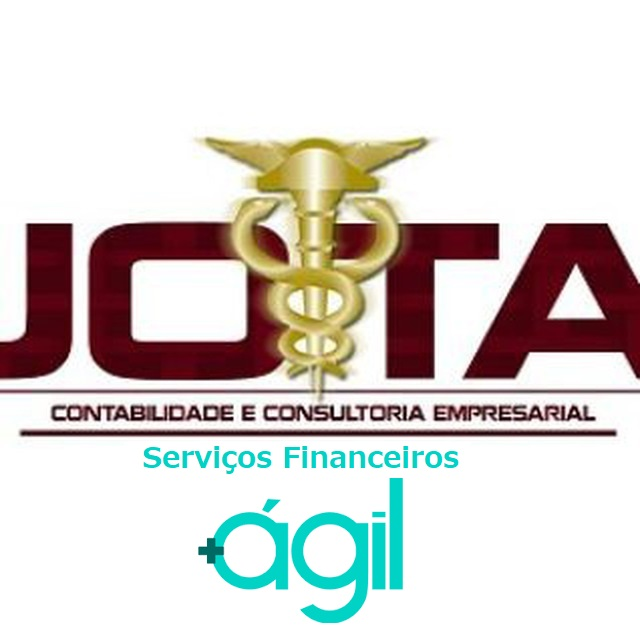 JOTA
CONTABILIDADE E CONSULTORIA EMPRESARIAL
Serviços Financeiros
+ágil